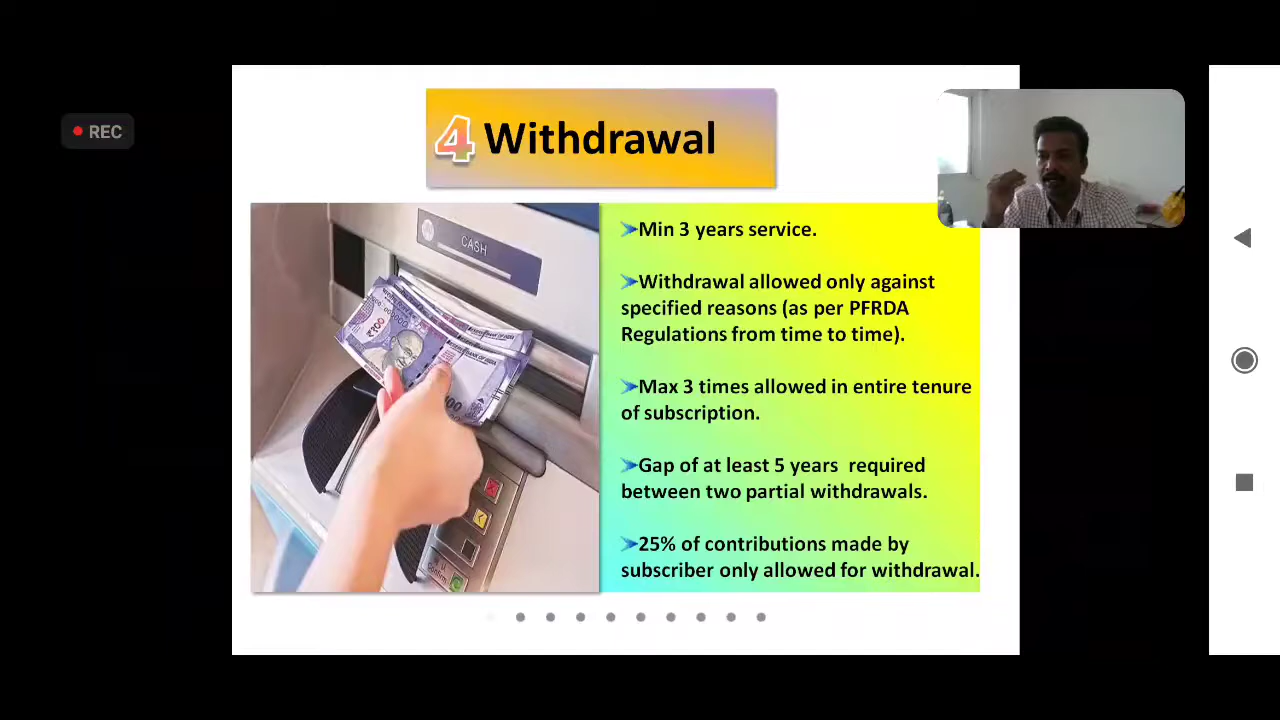 REC
4 Withdrawal
CASH
₹100
➤Min 3 years service.
➤Withdrawal allowed only against
specified reasons (as per PFRDA
Regulations from time to time).
➤Max 3 times allowed in entire tenure
of subscription.
➤Gap of at least 5 years required
between two partial withdrawals.
➤25% of contributions made by
subscriber only allowed for withdrawal.
Confirm